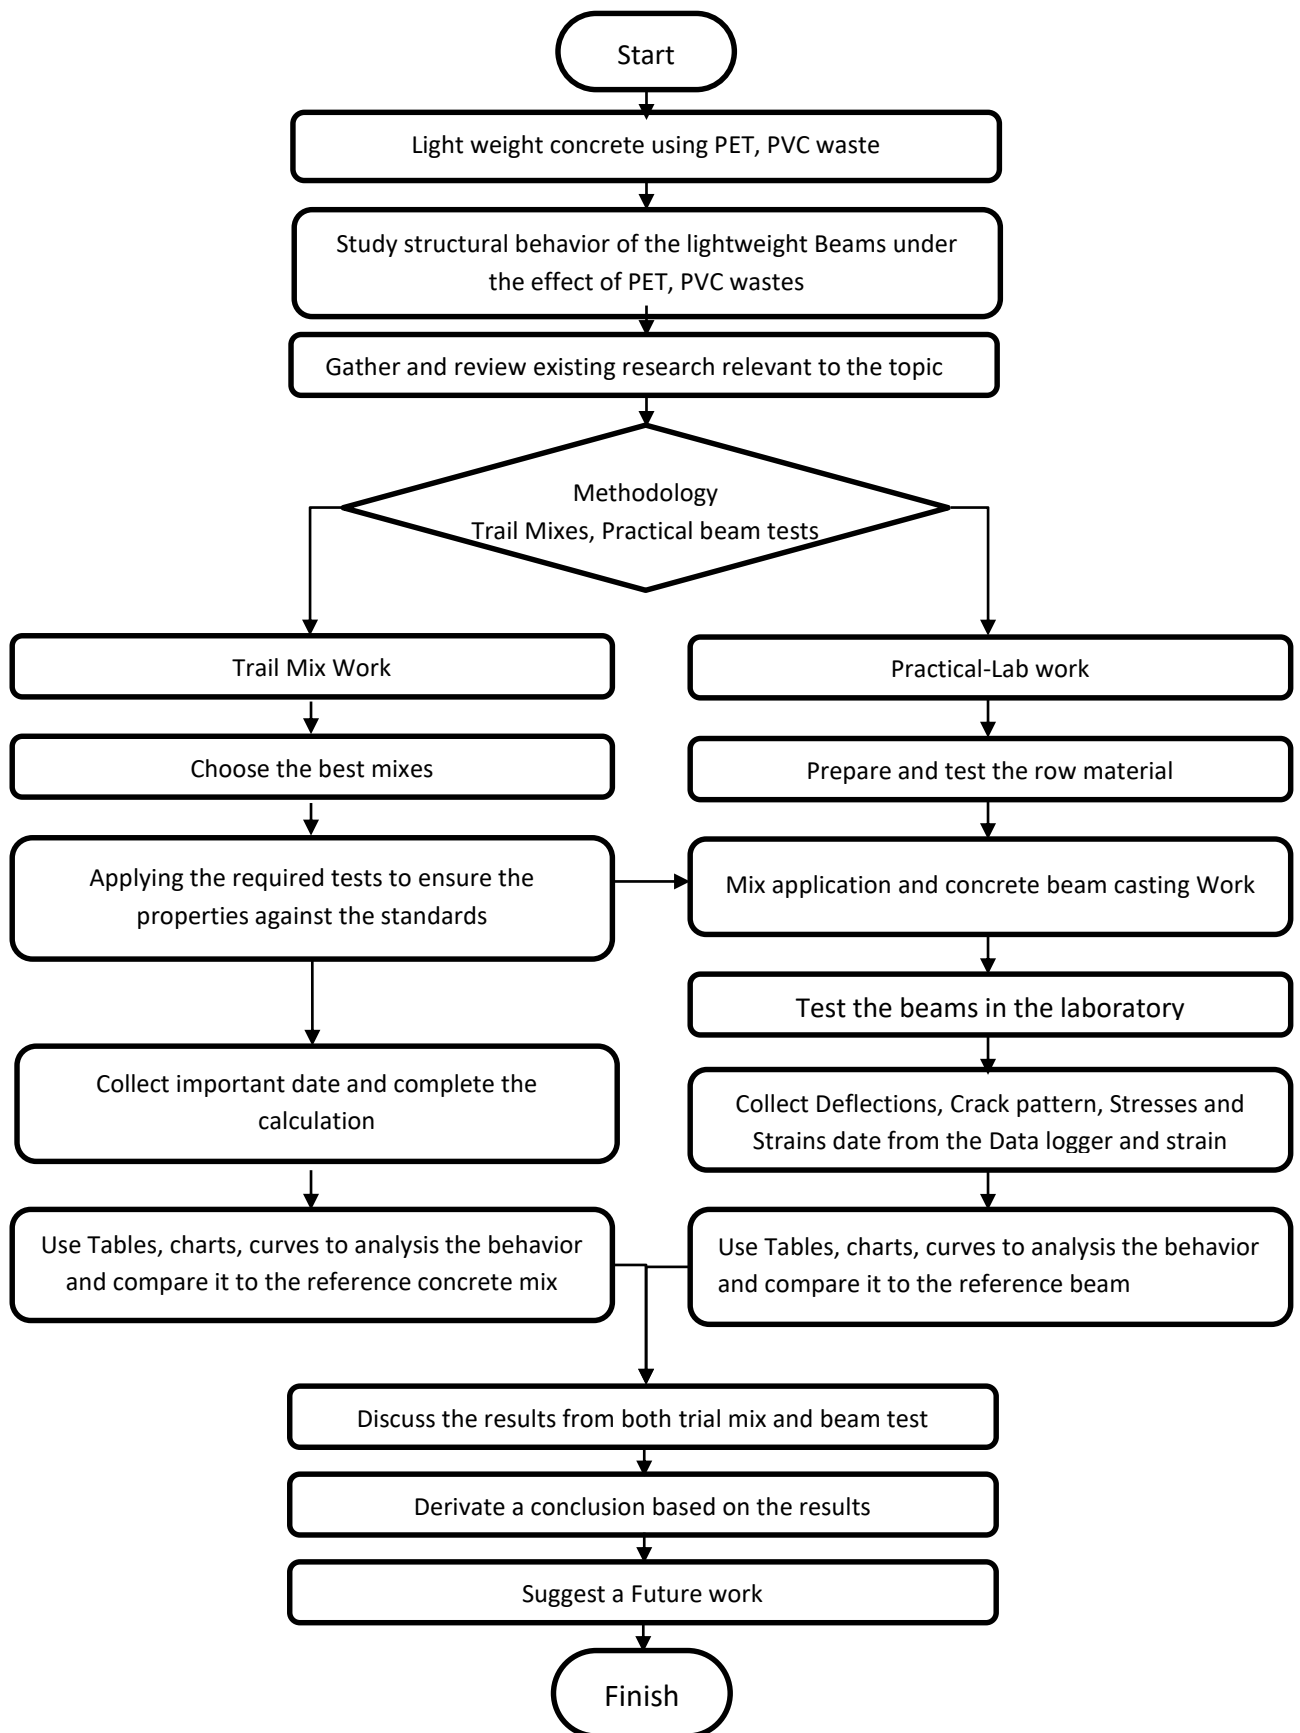 Start
Light weight concrete using PET, PVC waste
Study structural behavior of the lightweight Beams under
the effect of PET, PVC wastes
Gather and review existing research relevant to the topic
Methodology
Trail Mixes, Practical beam tests
Trail Mix Work
Choose the best mixes
Applying the required tests to ensure the
properties against the standards
Collect important date and complete the
calculation
Use Tables, charts, curves to analysis the behavior
and compare it to the reference concrete mix
Practical-Lab work
Prepare and test the row material
Mix application and concrete beam casting Work
Test the beams in the laboratory
Collect Deflections, Crack pattern, Stresses and
Strains date from the Data logger and strain
Use Tables, charts, curves to analysis the behavior
and compare it to the reference beam
Discuss the results from both trial mix and beam test
Derivate a conclusion based on the results
Suggest a Future work
Finish